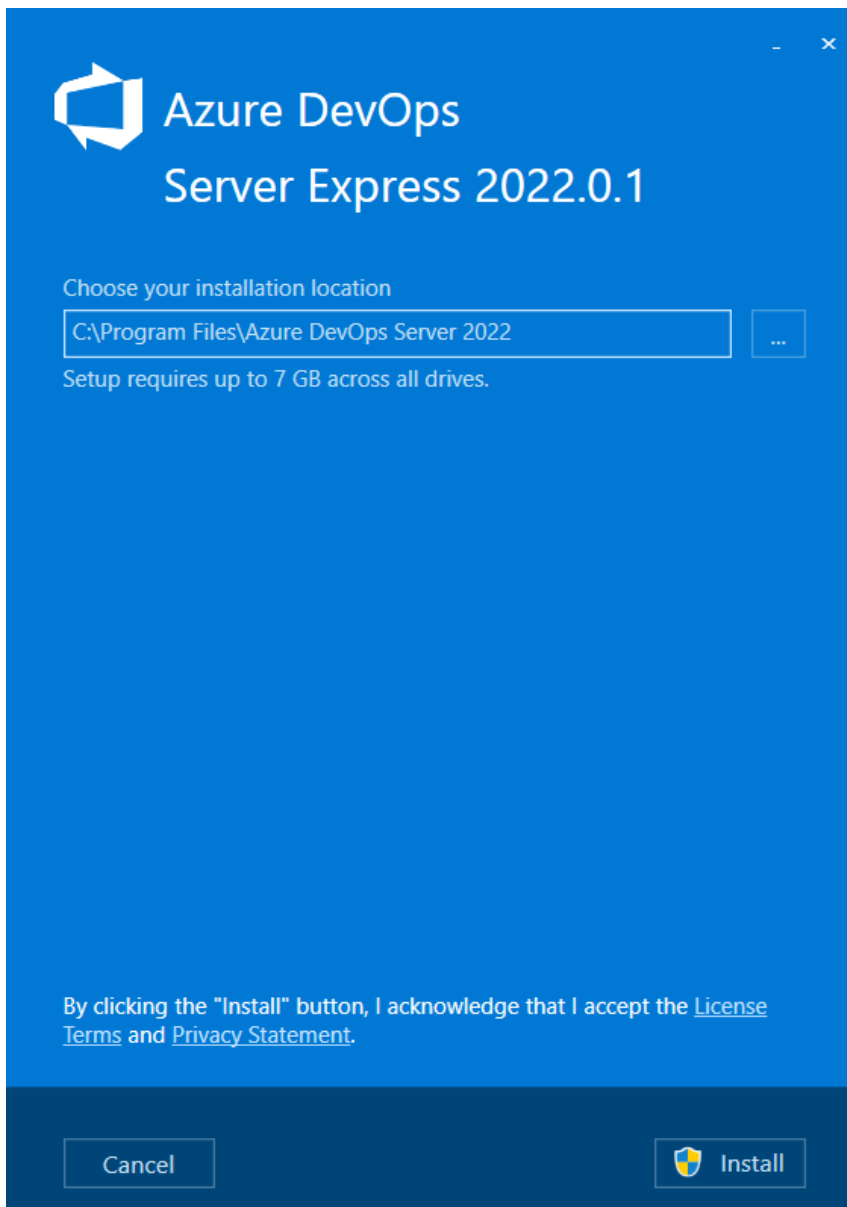 Azure DevOps
Server Express 2022.0.1
Choose your installation location
C:\Program Files\Azure DevOps Server 2022
...
Setup requires up to 7 GB across all drives.
By clicking the "Install" button, I acknowledge that I accept the License
Terms and Privacy Statement.
Cancel
Install